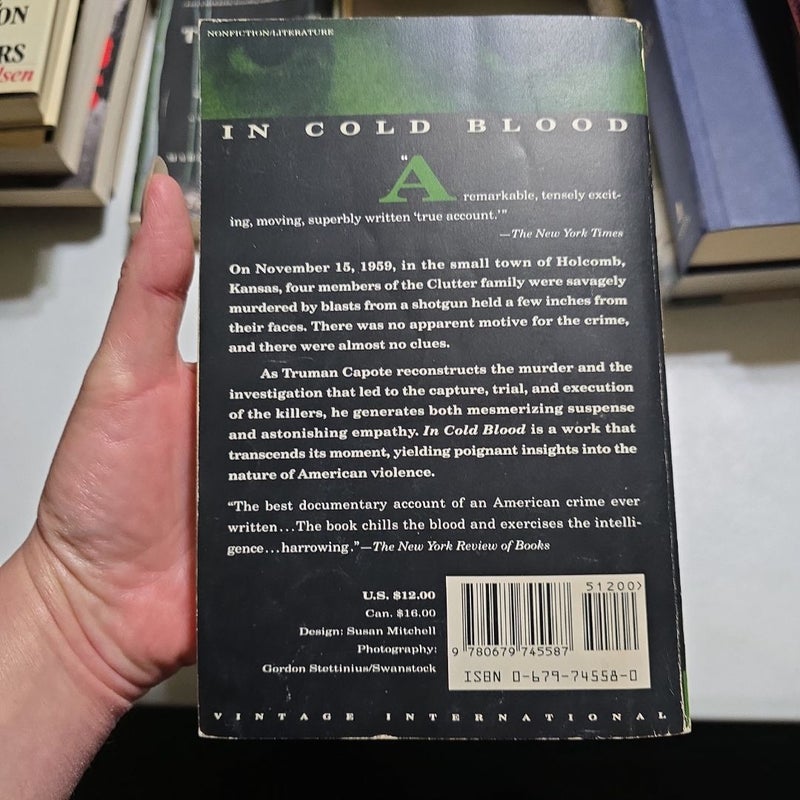 ON
RS
lsen
T
NONFICTION/LITERATURE
IN COLD BLOOD
"A remarkable, tensely excit-
ing, moving, superbly written 'true account.'"
—The New York Times
On November 15, 1959, in the small town of Holcomb,
Kansas, four members of the Clutter family were savagely
murdered by blasts from a shotgun held a few inches from
their faces. There was no apparent motive for the crime,
and there were almost no clues.
As Truman Capote reconstructs the murder and the
investigation that led to the capture, trial, and execution
of the killers, he generates both mesmerizing suspense
and astonishing empathy. In Cold Blood is a work that
transcends its moment, yielding poignant insights into the
nature of American violence.
"The best documentary account of an American crime ever
written...The book chills the blood and exercises the intelli-
gence...harrowing."—The New York Review of Books
U.S. $12.00
Can. $16.00
Design: Susan Mitchell
Photography:
Gordon Stettinius/Swanstock
51200>
9 780679 745587
ISBN 0-679-74558-0
VINTAGE INTERNATIONAL